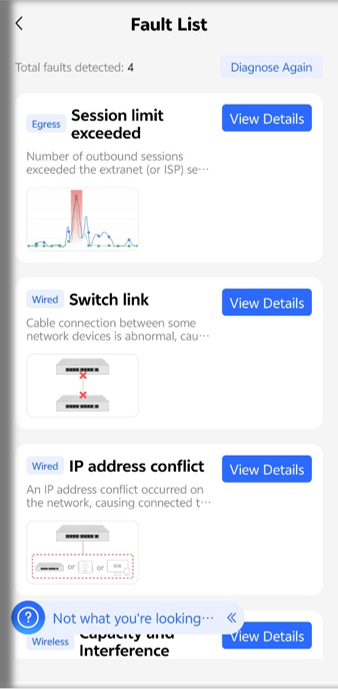 Fault List
Total faults detected: 4
Diagnose Again
Egress
Session limit
exceeded
View Details
Number of outbound sessions
exceeded the extranet (or ISP) se···
Wired
Switch link
View Details
Cable connection between some
network devices is abnormal, cau···
Wired
IP address conflict
View Details
An IP address conflict occurred on
the network, causing connected t···
or
or
Not what you're looking···
Wireless
Capacity and
Interference
View Details